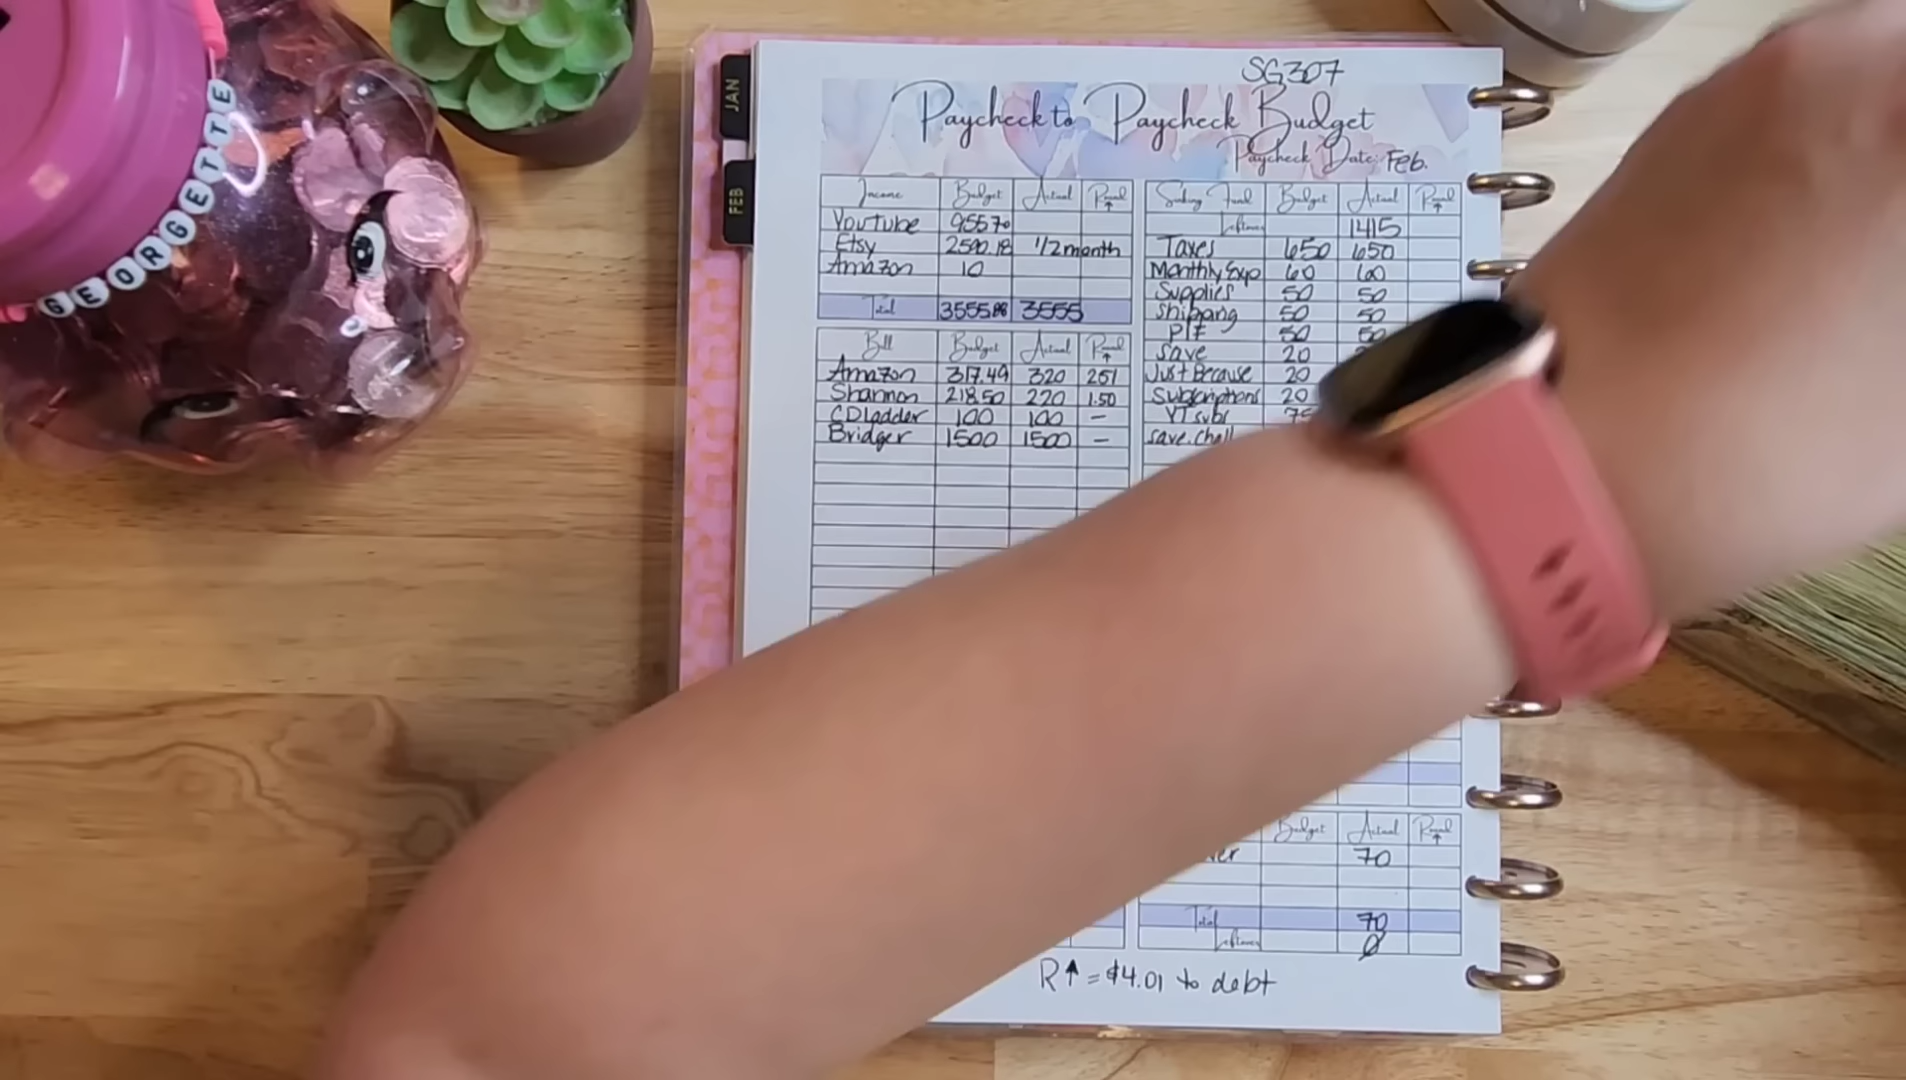 GEORGETTE
JAN
FEB
SG307
Paycheck to Paycheck Budget
Paycheck Date: Feb.
Income Budget Actual Round ↑
YouTube 955.70
Etsy 2590.18 1/2 month
Amazon 10
Total 3555.88 3555
Bill Budget Actual Round ↑
Amazon 317.49 320 2.51
Shannon 218.50 220 1.50
CD ladder 100 100 —
Bridger 1500 1500 —
Sinking Fund Budget Actual Round ↑
Leftover 1415
Taxes 650 650
Monthly Exp 60 60
Supplies 50 50
Shipping 50 50
PIF 50 50
Save 20
Just Because 20
Subscriptions 20
YT subs
save. chall
Budget Actual Round ↑
70
Total 70
Leftover 0
R↑ = $4.01 to debt